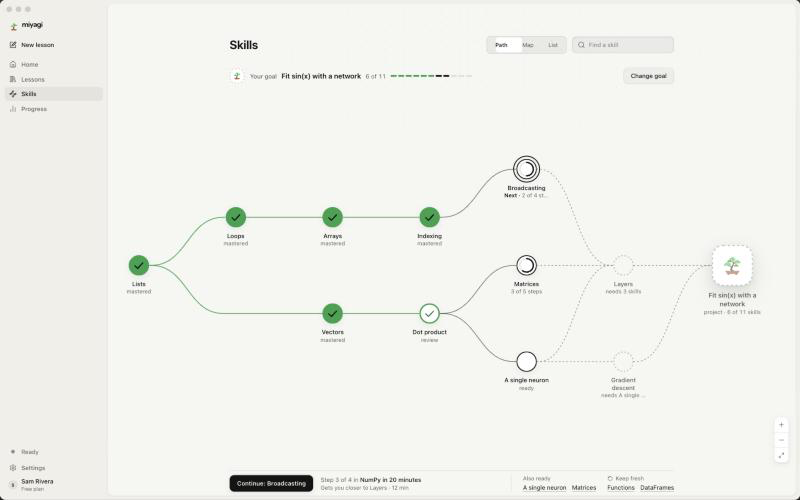 miyagi
New lesson
Home
Lessons
Skills
Progress
Skills
Path Map List
Find a skill
Your goal Fit sin(x) with a network 6 of 11
Change goal
Broadcasting
Next · 2 of 4 st...
Loops
mastered
Arrays
mastered
Indexing
mastered
Lists
mastered
Matrices
3 of 5 steps
Layers
needs 3 skills
Fit sin(x) with a
network
project · 6 of 11 skills
Vectors
mastered
Dot product
review
A single neuron
ready
Gradient
descent
needs A single ...
Ready
Settings
S
Sam Rivera
Free plan
Continue: Broadcasting
Step 3 of 4 in NumPy in 20 minutes
Gets you closer to Layers · 12 min
Also ready
A single neuron Matrices
Keep fresh
Functions DataFrames
+
−